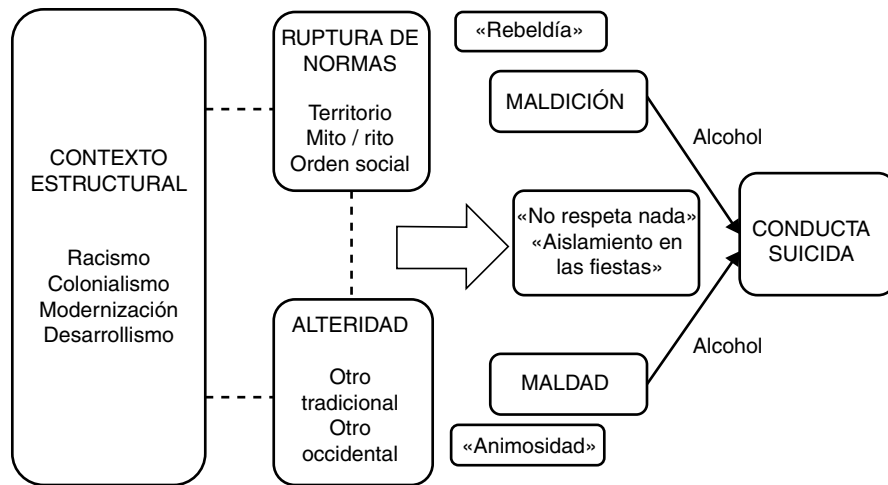 CONTEXTO
ESTRUCTURAL
Racismo
Colonialismo
Modernización
Desarrollismo
RUPTURA DE
NORMAS
Territorio
Mito / rito
Orden social
ALTERIDAD
Otro
tradicional
Otro
occidental
«Rebeldía»
MALDICIÓN
Alcohol
«No respeta nada»
«Aislamiento en
las fiestas»
CONDUCTA
SUICIDA
Alcohol
MALDAD
«Animosidad»